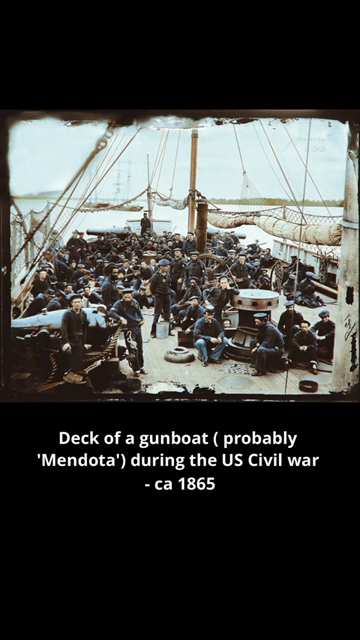 Deck of a gunboat ( probably
'Mendota') during the US Civil war
- ca 1865